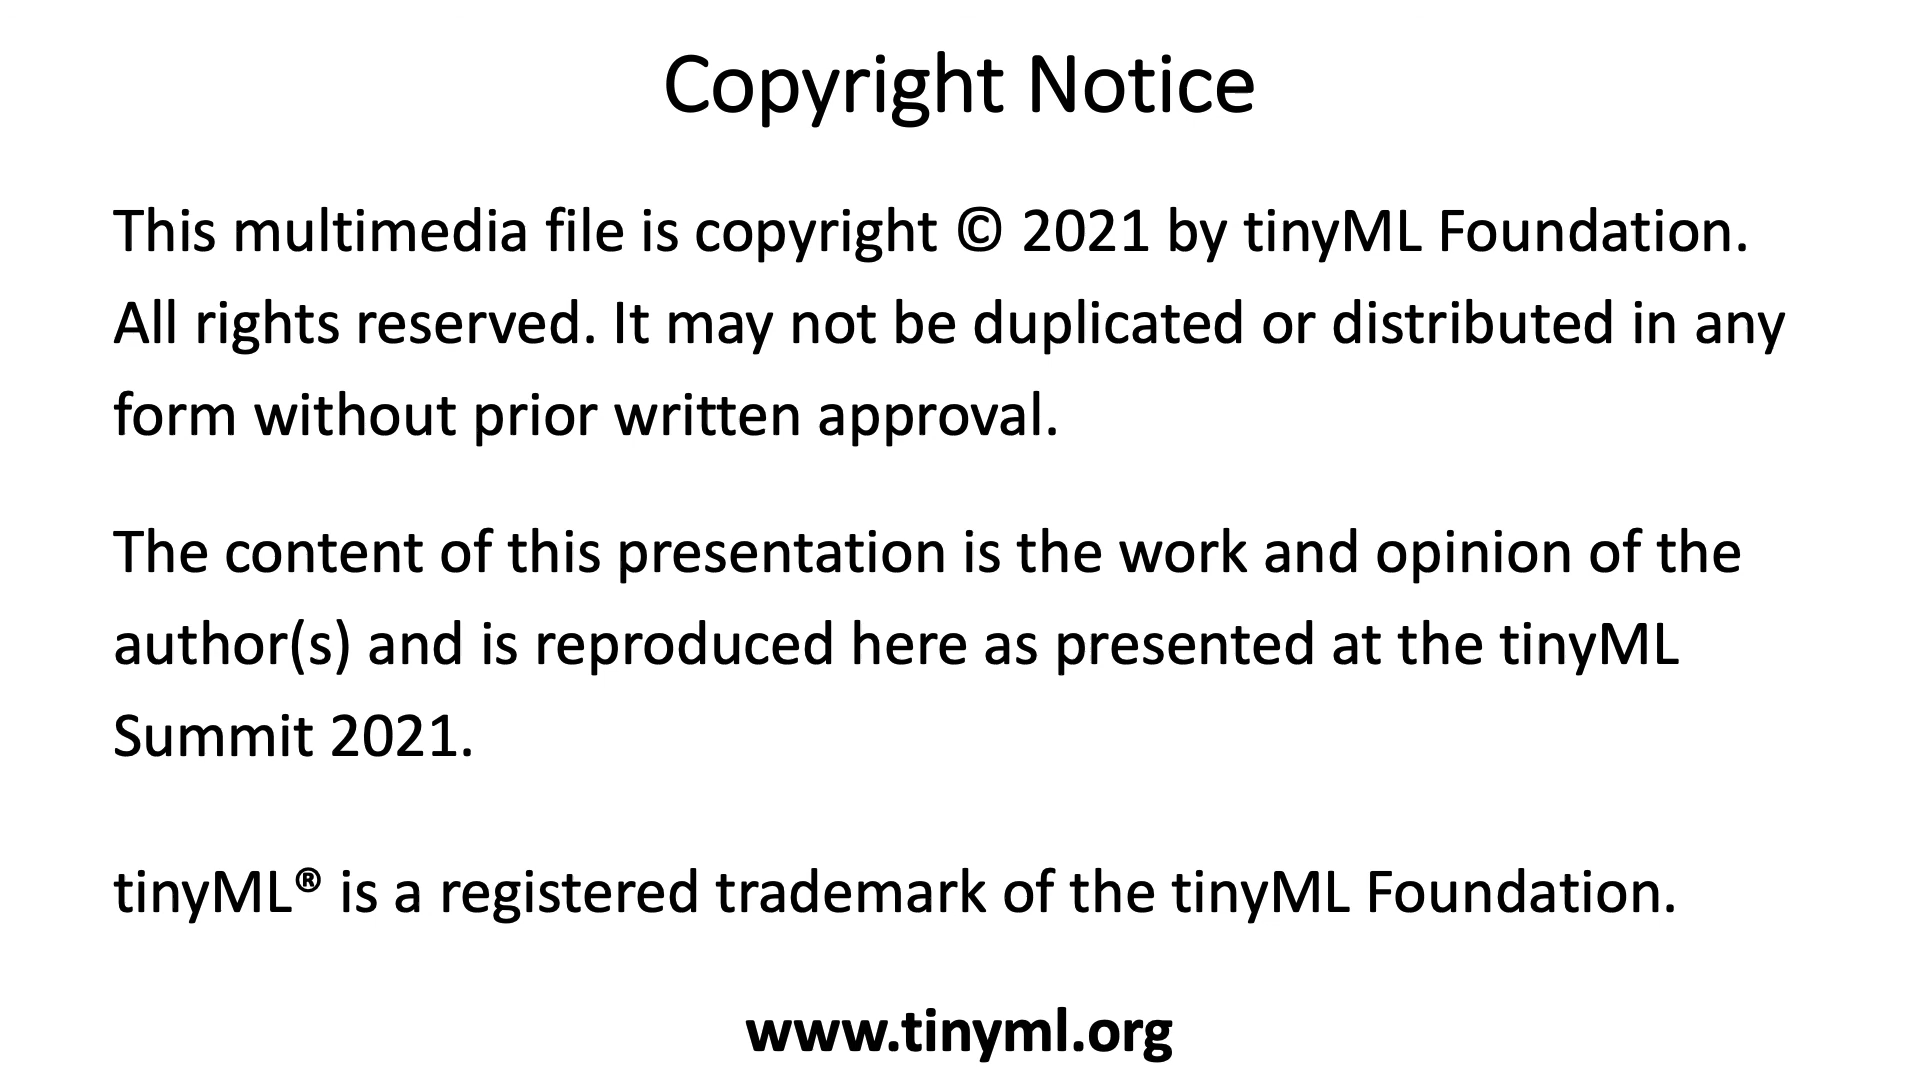 Copyright Notice
This multimedia file is copyright © 2021 by tinyML Foundation.
All rights reserved. It may not be duplicated or distributed in any
form without prior written approval.
The content of this presentation is the work and opinion of the
author(s) and is reproduced here as presented at the tinyML
Summit 2021.
tinyML® is a registered trademark of the tinyML Foundation.
www.tinyml.org